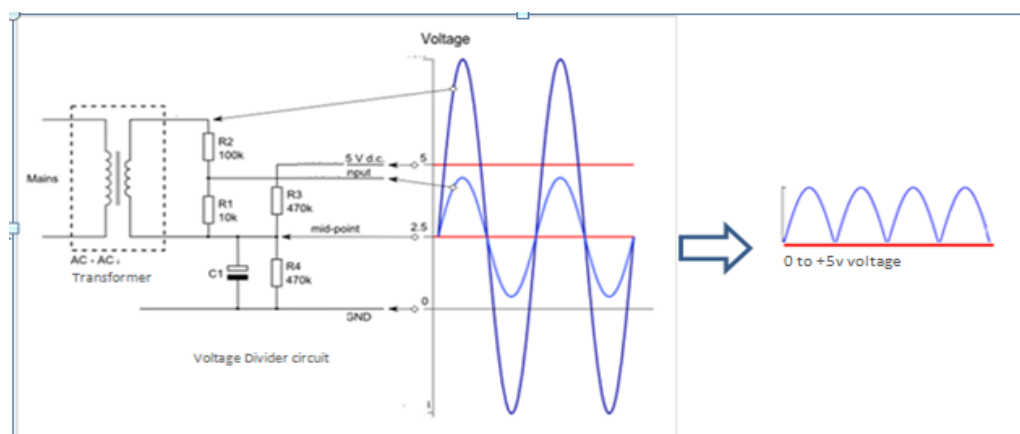 Voltage
R2
100k
Mains
5 V d.c.
5
input
R1
10k
R3
470k
mid-point
2.5
AC - AC
Transformer
C1
R4
470k
0
GND
0 to +5v voltage
Voltage Divider circuit